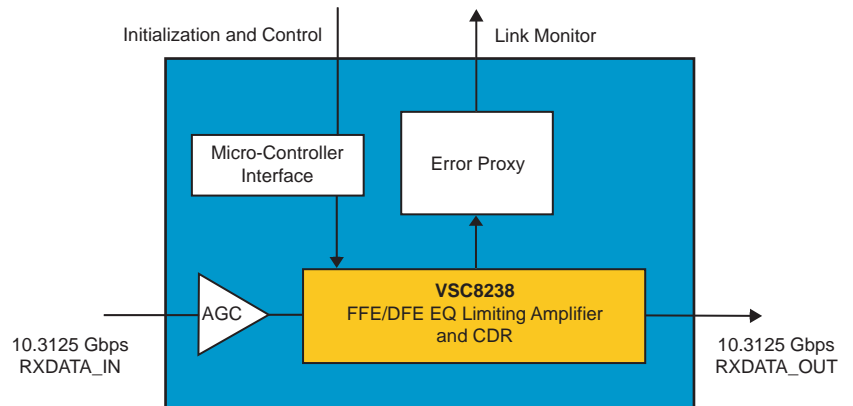 Initialization and Control
Link Monitor
Micro-Controller
Interface
Error Proxy
AGC
VSC8238
FFE/DFE EQ Limiting Amplifier
and CDR
10.3125 Gbps
RXDATA_IN
10.3125 Gbps
RXDATA_OUT